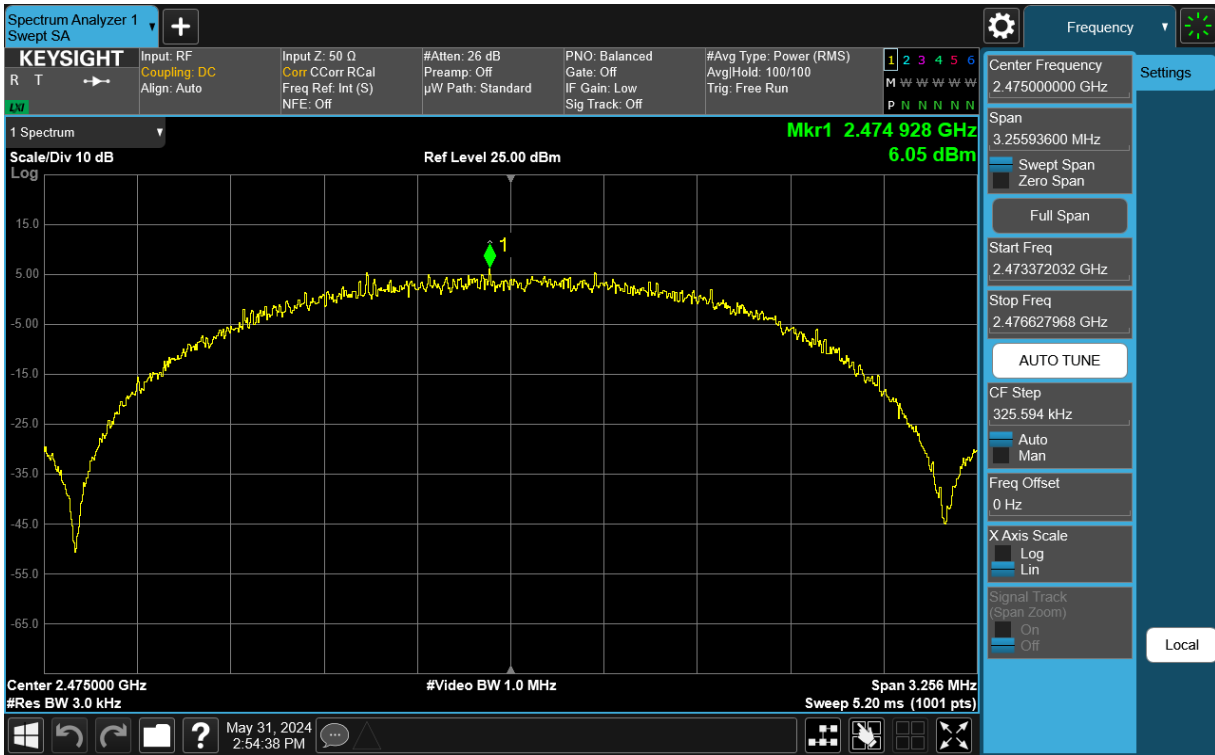 Spectrum Analyzer 1
Swept SA
+
Frequency
KEYSIGHT
R T
LXI
Input: RF
Coupling: DC
Align: Auto
Input Z: 50 Ω
Corr CCorr RCal
Freq Ref: Int (S)
NFE: Off
#Atten: 26 dB
Preamp: Off
µW Path: Standard
PNO: Balanced
Gate: Off
IF Gain: Low
Sig Track: Off
#Avg Type: Power (RMS)
Avg|Hold: 100/100
Trig: Free Run
1 2 3 4 5 6
M W W W W W
P N N N N N
1 Spectrum
Mkr1 2.474 928 GHz
6.05 dBm
Scale/Div 10 dB
Ref Level 25.00 dBm
Log
15.0
5.00
-5.00
-15.0
-25.0
-35.0
-45.0
-55.0
-65.0
1
Center 2.475000 GHz
#Video BW 1.0 MHz
Span 3.256 MHz
#Res BW 3.0 kHz
Sweep 5.20 ms (1001 pts)
Center Frequency
2.475000000 GHz
Settings
Span
3.25593600 MHz
Swept Span
Zero Span
Full Span
Start Freq
2.473372032 GHz
Stop Freq
2.476627968 GHz
AUTO TUNE
CF Step
325.594 kHz
Auto
Man
Freq Offset
0 Hz
X Axis Scale
Log
Lin
Signal Track
(Span Zoom)
On
Off
Local
?
May 31, 2024
2:54:38 PM